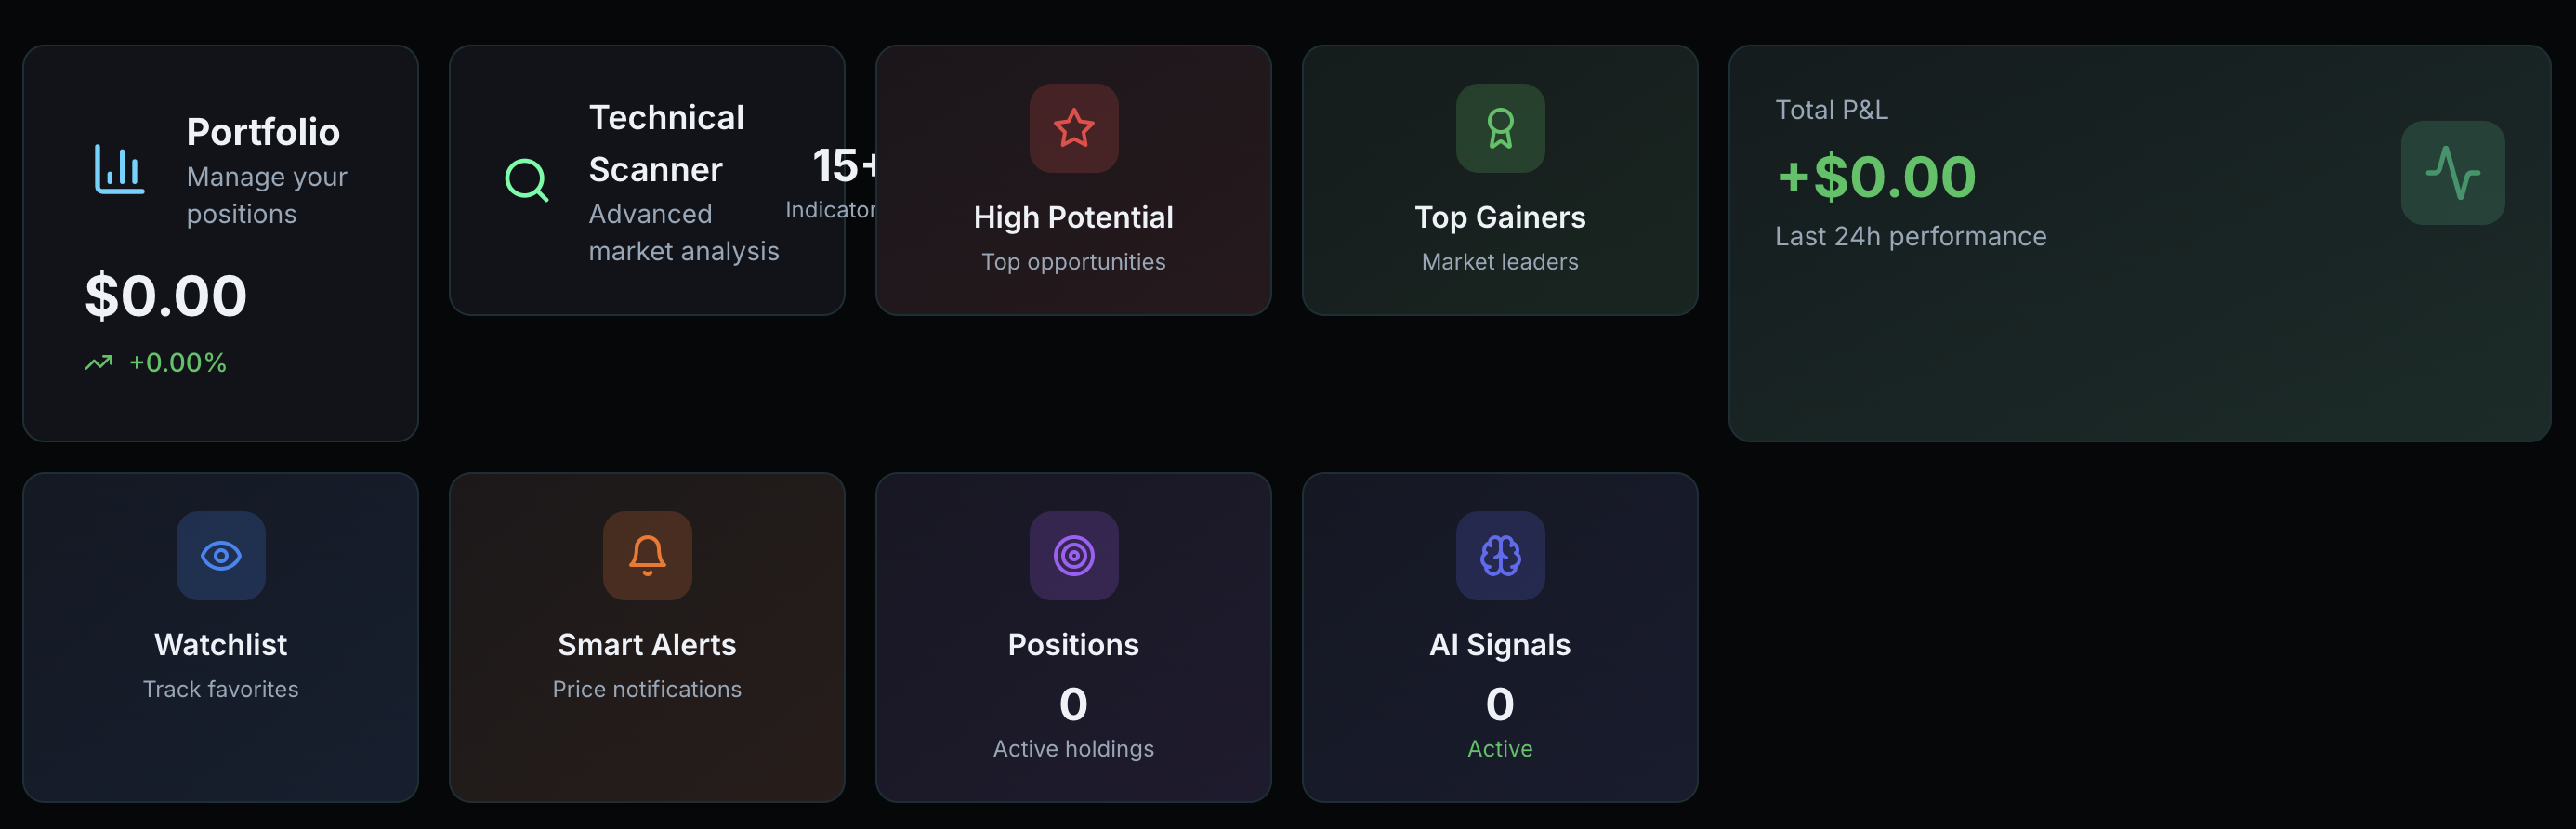 Portfolio
Manage your
positions
$0.00
+0.00%
Technical
Scanner
Advanced
market analysis
15+
Indicator
High Potential
Top opportunities
Top Gainers
Market leaders
Total P&L
+$0.00
Last 24h performance
Watchlist
Track favorites
Smart Alerts
Price notifications
Positions
0
Active holdings
AI Signals
0
Active